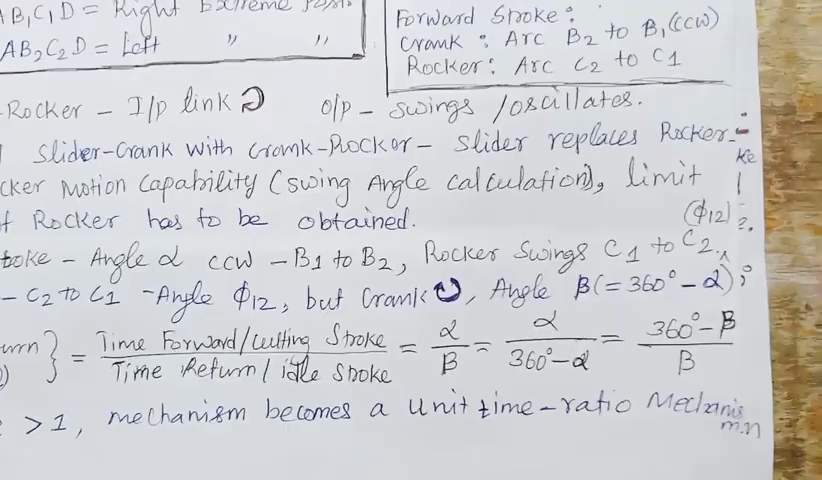 AB₁C₁D = Right Extreme Posi
AB₂C₂D = Left " "
Forward Stroke:
Crank: Arc B₂ to B₁(CCW)
Rocker: Arc C₂ to C₁
-Rocker - I/p link o/p - swings/oscillates.
Slider-Crank with Crank-Rocker - slider replaces Rocker-
cker Motion Capability (swing Angle calculation), limit
f Rocker has to be obtained. (ϕ12)
troke - Angle α CCW - B1 to B2, Rocker Swings C1 to C2.
- C2 to C1 - Angle ϕ12, but Crank, Angle β(= 360° - α);
urn } = Time Forward/Cutting Stroke / Time Return/idle stroke = α/β = α/360°-α = 360°-β/β
> 1, mechanism becomes a Unit time-ratio Mechanis
m.